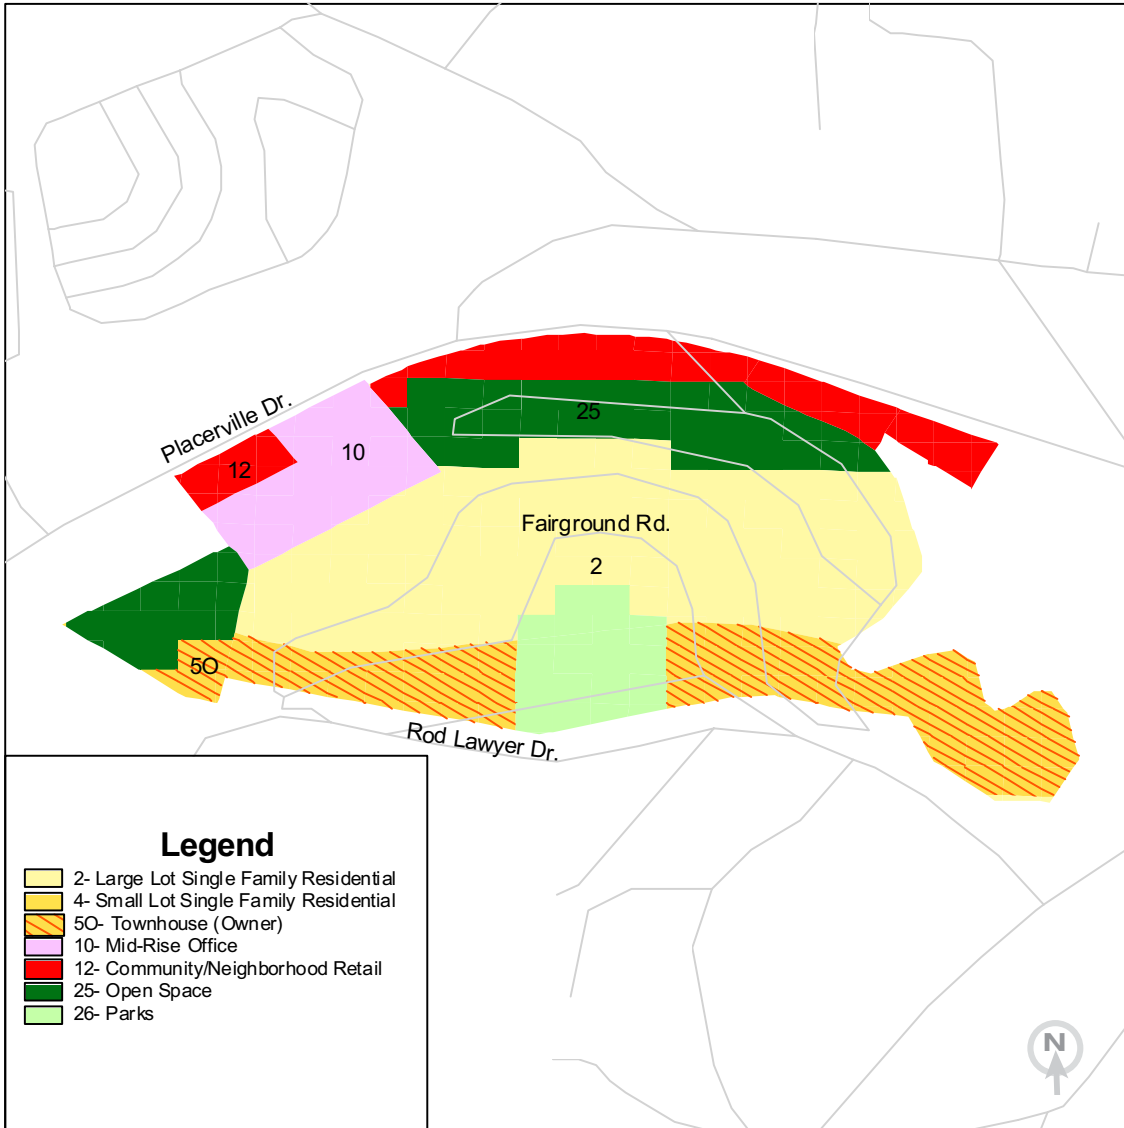 Placerville Dr.
25
10
12
Fairground Rd.
2
5O
Rod Lawyer Dr.
Legend
2- Large Lot Single Family Residential
4- Small Lot Single Family Residential
5O- Townhouse (Owner)
10- Mid-Rise Office
12- Community/Neighborhood Retail
25- Open Space
26- Parks
N